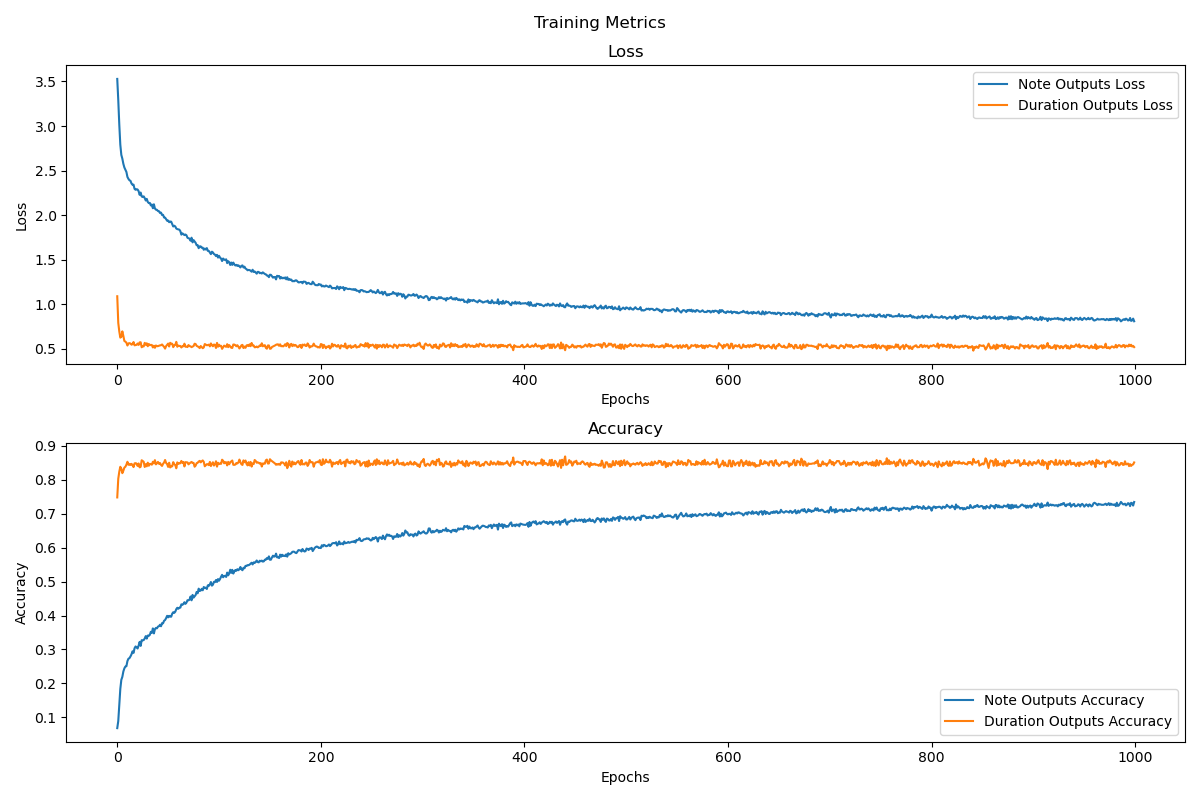 Training Metrics
Loss
3.5
3.0
2.5
2.0
1.5
1.0
0.5
Loss
Note Outputs Loss
Duration Outputs Loss
0 200 400 600 800 1000
Epochs
Accuracy
0.9
0.8
0.7
0.6
0.5
0.4
0.3
0.2
0.1
Accuracy
Note Outputs Accuracy
Duration Outputs Accuracy
0 200 400 600 800 1000
Epochs